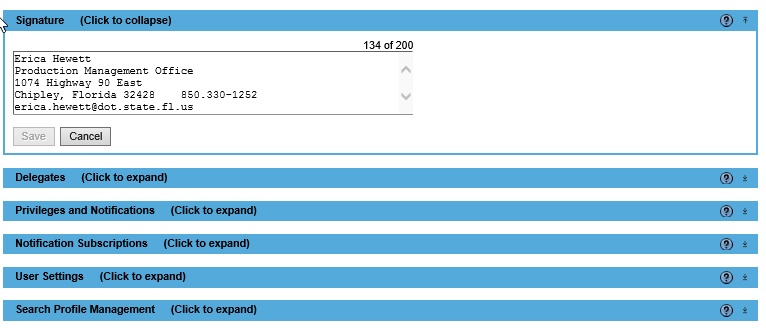 Signature (Click to collapse)
134 of 200
Erica Hewett
Production Management Office
1074 Highway 90 East
Chipley, Florida 32428 850.330-1252
erica.hewett@dot.state.fl.us
Save Cancel
Delegates (Click to expand)
Privileges and Notifications (Click to expand)
Notification Subscriptions (Click to expand)
User Settings (Click to expand)
Search Profile Management (Click to expand)